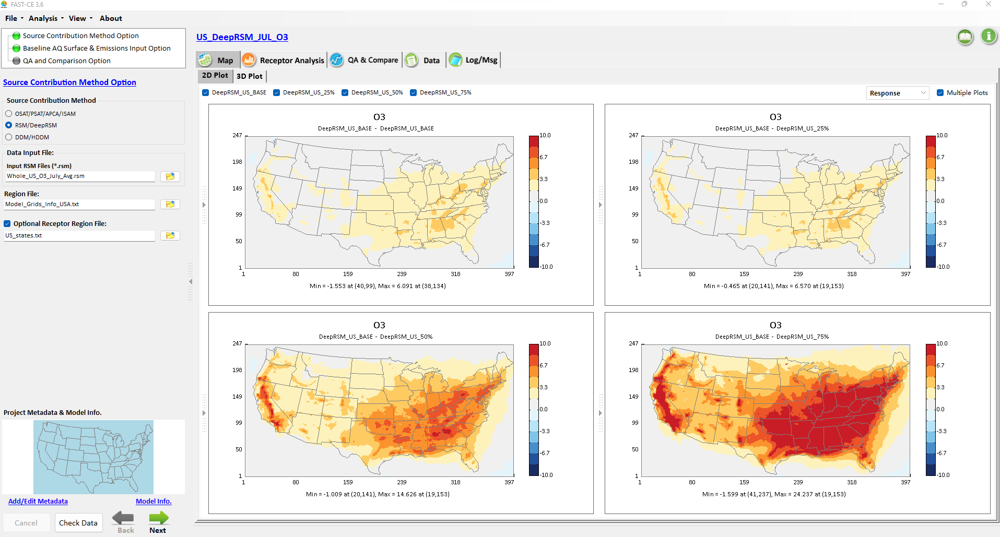 FAST-CE 3.6
File Analysis View About
Source Contribution Method Option
Baseline AQ Surface & Emissions Input Option
QA and Comparison Option
Source Contribution Method Option
Source Contribution Method
OSAT/PSAT/APCA/ISAM
RSM/DeepRSM
DDM/HDDM
Data Input File:
Input RSM Files (*.rsm)
Whole_US_O3_July_Avg.rsm
Region File:
Model_Grids_Info_USA.txt
Optional Receptor Region File:
US_states.txt
Project Metadata & Model Info.
Add/Edit Metadata Model Info.
Cancel Check Data Back Next
US_DeepRSM_JUL_O3
Map Receptor Analysis QA & Compare Data Log/Msg
2D Plot 3D Plot
DeepRSM_US_BASE DeepRSM_US_25% DeepRSM_US_50% DeepRSM_US_75% Response Multiple Plots
O3
DeepRSM_US_BASE - DeepRSM_US_BASE
247
198
149
99
50
1
1 80 159 239 318 397
10.0
6.7
3.3
0.0
-3.3
-6.7
-10.0
Min = -1.553 at (40,99), Max = 6.091 at (38,134)
O3
DeepRSM_US_BASE - DeepRSM_US_25%
247
198
149
99
50
1
1 80 159 239 318 397
10.0
6.7
3.3
0.0
-3.3
-6.7
-10.0
Min = -0.465 at (20,141), Max = 6.570 at (19,153)
O3
DeepRSM_US_BASE - DeepRSM_US_50%
247
198
149
99
50
1
1 80 159 239 318 397
10.0
6.7
3.3
0.0
-3.3
-6.7
-10.0
Min = -1.009 at (20,141), Max = 14.626 at (19,153)
O3
DeepRSM_US_BASE - DeepRSM_US_75%
247
198
149
99
50
1
1 80 159 239 318 397
10.0
6.7
3.3
0.0
-3.3
-6.7
-10.0
Min = -1.599 at (41,237), Max = 24.237 at (19,153)